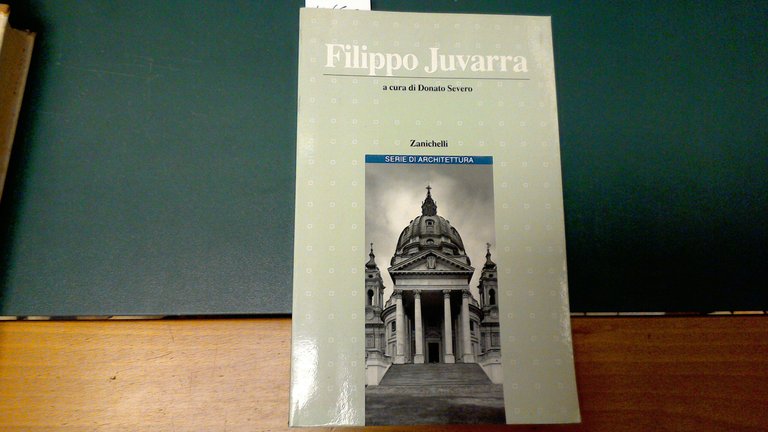 Filippo Juvarra
a cura di Donato Severo
Zanichelli
SERIE DI ARCHITETTURA